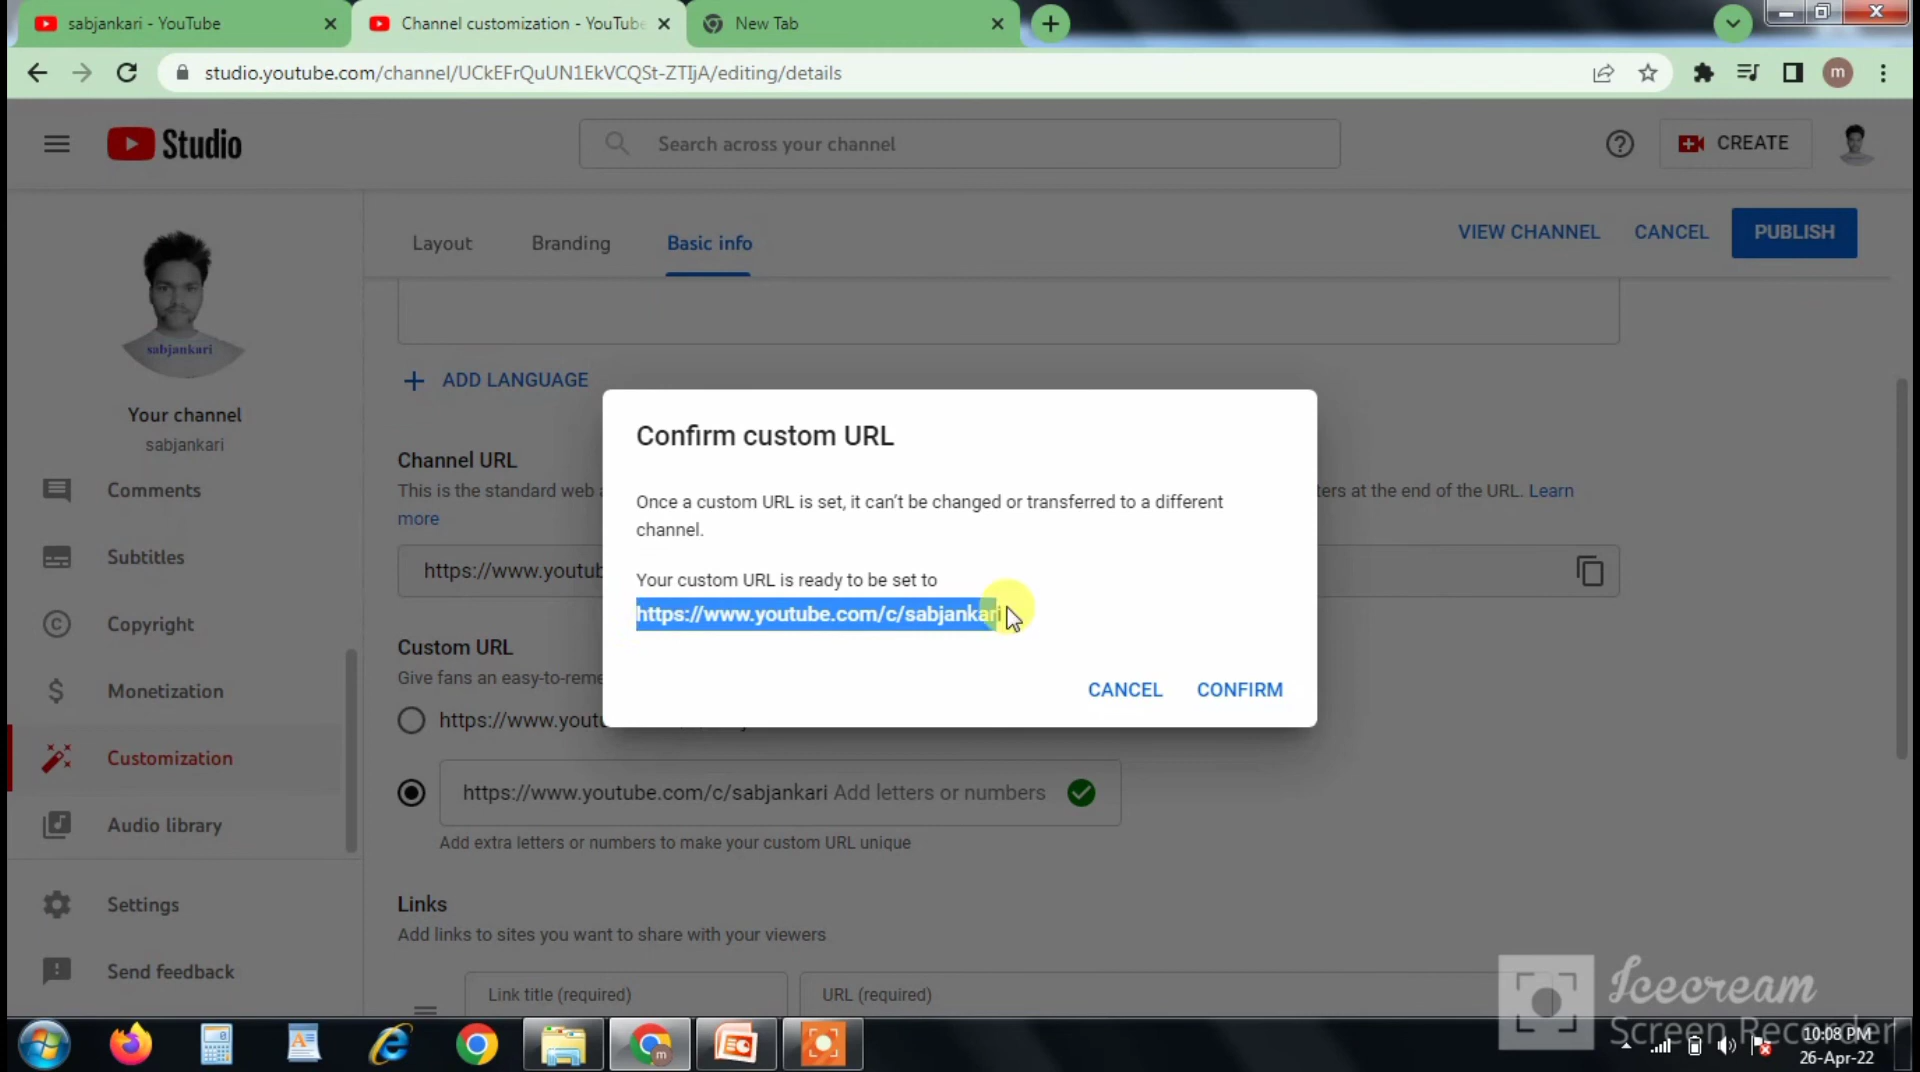 sabjankari - YouTube
Channel customization - YouTube
New Tab
studio.youtube.com/channel/UCkEFrQuUN1EkVCQSt-ZTIjA/editing/details
m
Studio
Search across your channel
CREATE
Layout
Branding
Basic info
VIEW CHANNEL
CANCEL
PUBLISH
sabjankari
Your channel
sabjankari
Comments
Subtitles
Copyright
Monetization
Customization
Audio library
Settings
Send feedback
ADD LANGUAGE
Channel URL
This is the standard web
ters at the end of the URL. Learn
more
https://www.youtub
Custom URL
Give fans an easy-to-reme
https://www.yout
https://www.youtube.com/c/sabjankari Add letters or numbers
Add extra letters or numbers to make your custom URL unique
Links
Add links to sites you want to share with your viewers
Link title (required)
URL (required)
Confirm custom URL
Once a custom URL is set, it can't be changed or transferred to a different
channel.
Your custom URL is ready to be set to
https://www.youtube.com/c/sabjankari
CANCEL
CONFIRM
Icecream
Screen Recorder
10:08 PM
26-Apr-22